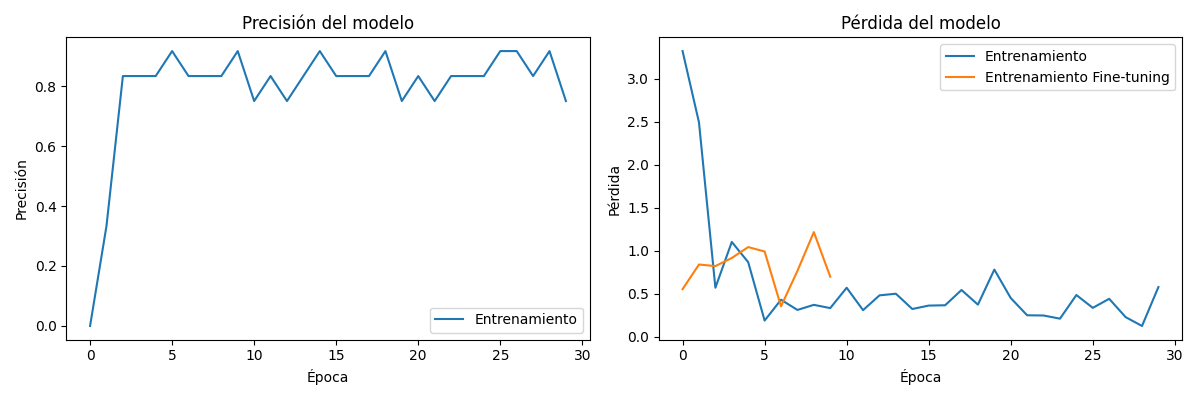 Precisión del modelo
Precisión
0.8
0.6
0.4
0.2
0.0
0 5 10 15 20 25 30
Época
Entrenamiento
Pérdida del modelo
Pérdida
3.0
2.5
2.0
1.5
1.0
0.5
0.0
0 5 10 15 20 25 30
Época
Entrenamiento
Entrenamiento Fine-tuning